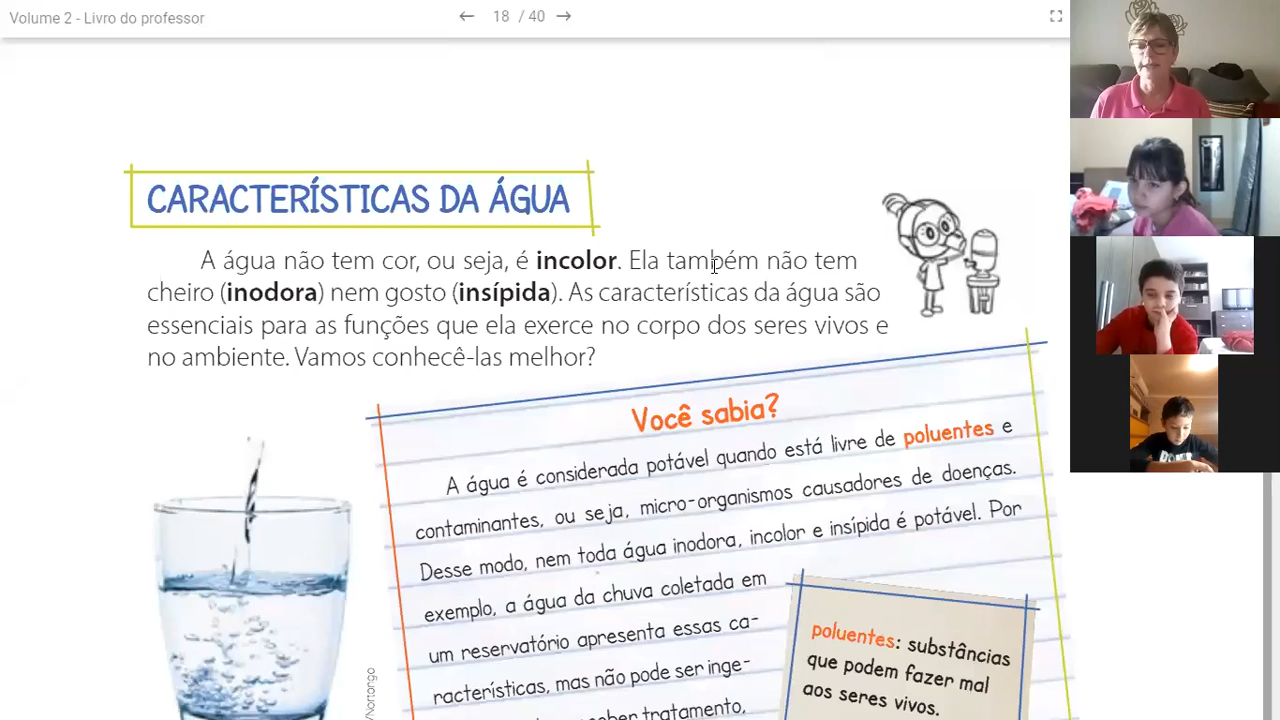 Volume 2 - Livro do professor
18 / 40
CARACTERÍSTICAS DA ÁGUA
A água não tem cor, ou seja, é incolor. Ela também não tem
cheiro (inodora) nem gosto (insípida). As características da água são
essenciais para as funções que ela exerce no corpo dos seres vivos e
no ambiente. Vamos conhecê-las melhor?
Você sabia?
A água é considerada potável quando está livre de poluentes e
contaminantes, ou seja, micro-organismos causadores de doenças.
Desse modo, nem toda água inodora, incolor e insípida é potável. Por
exemplo, a água da chuva coletada em
um reservatório apresenta essas ca-
racterísticas, mas não pode ser inge-
tratamento,
poluentes: substâncias
que podem fazer mal
aos seres vivos.